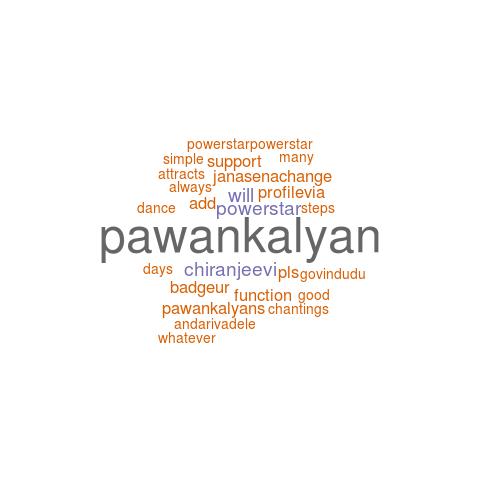 powerstarpowerstar
simple support many
attracts janasenachange
always will profilevia
dance add powerstar steps
pawankalyan
days chiranjeevi pls govindudu
badgeur function good
pawankalyans chantings
andarivadele
whatever